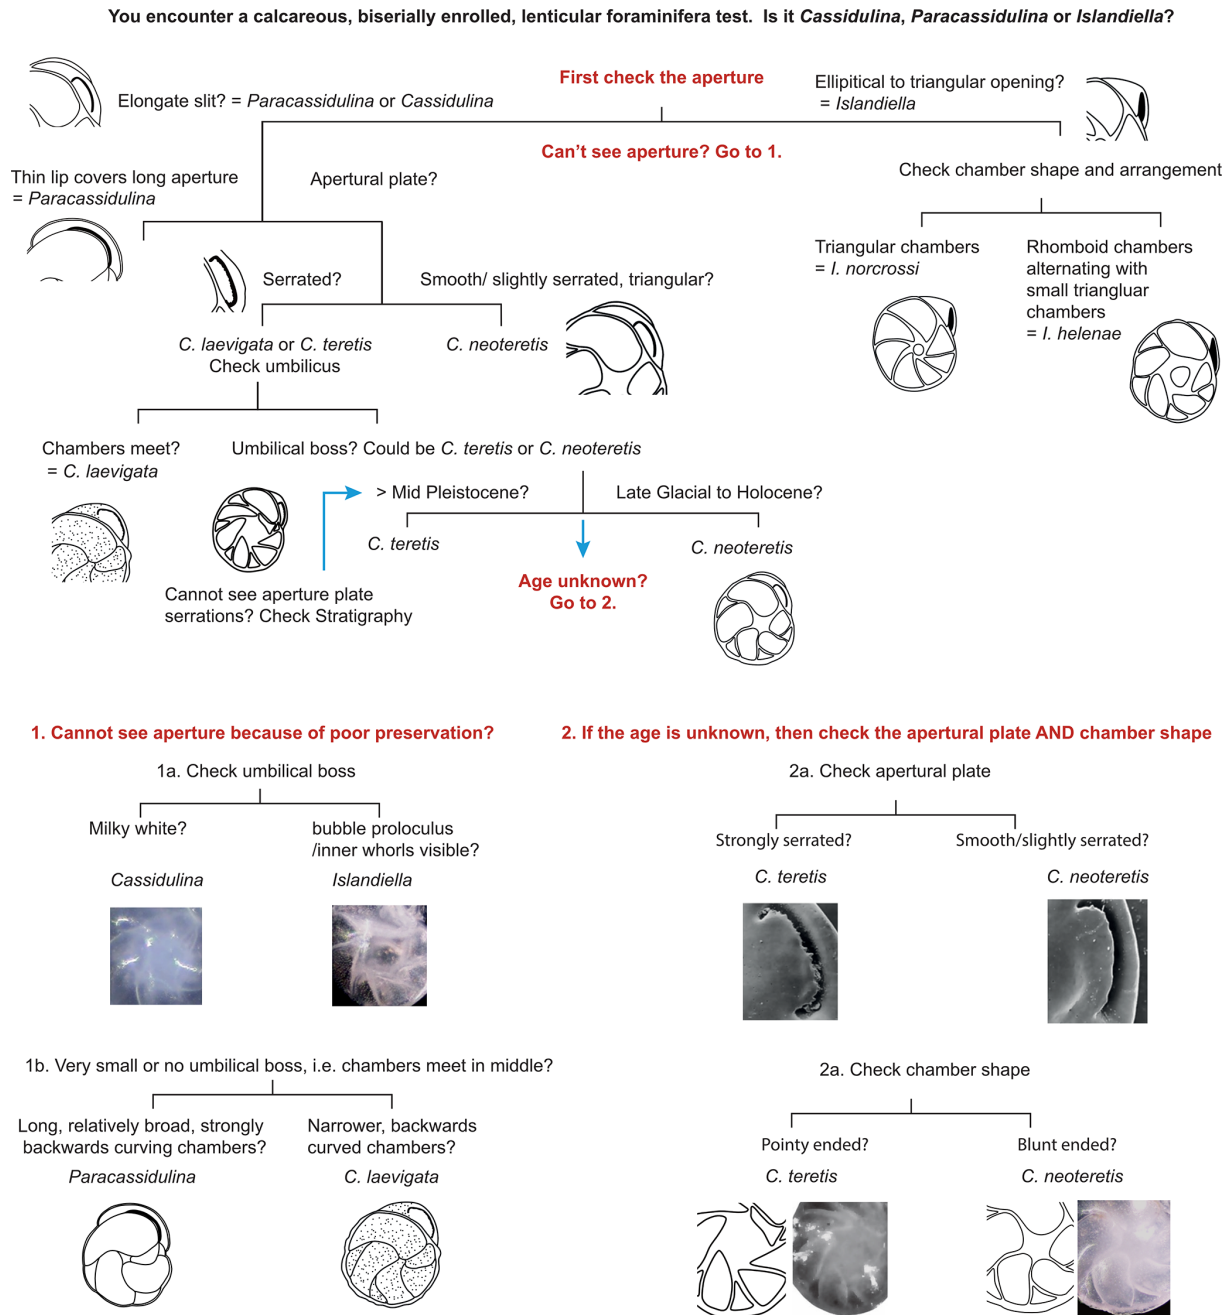 You encounter a calcareous, biserially enrolled, lenticular foraminifera test.  Is it Cassidulina, Paracassidulina or Islandiella?
First check the aperture
Elongate slit? = Paracassidulina or Cassidulina
Ellipitical to triangular opening?
= Islandiella
Can't see aperture? Go to 1.
Thin lip covers long aperture
= Paracassidulina
Apertural plate?
Check chamber shape and arrangement
Serrated?
Smooth/ slightly serrated, triangular?
Triangular chambers
= I. norcrossi
Rhomboid chambers
alternating with
small triangluar
chambers
= I. helenae
C. laevigata or C. teretis
Check umbilicus
C. neoteretis
Chambers meet?
= C. laevigata
Umbilical boss? Could be C. teretis or C. neoteretis
> Mid Pleistocene?
Late Glacial to Holocene?
C. teretis
C. neoteretis
Age unknown?
Go to 2.
Cannot see aperture plate
serrations? Check Stratigraphy
1. Cannot see aperture because of poor preservation?
1a. Check umbilical boss
Milky white?
bubble proloculus
/inner whorls visible?
Cassidulina
Islandiella
1b. Very small or no umbilical boss, i.e. chambers meet in middle?
Long, relatively broad, strongly
backwards curving chambers?
Narrower, backwards
curved chambers?
Paracassidulina
C. laevigata
2. If the age is unknown, then check the apertural plate AND chamber shape
2a. Check apertural plate
Strongly serrated?
Smooth/slightly serrated?
C. teretis
C. neoteretis
2a. Check chamber shape
Pointy ended?
Blunt ended?
C. teretis
C. neoteretis